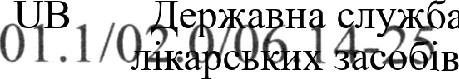 UB Державна служба
01.1/02.0/06.14-25
лікарських засобів